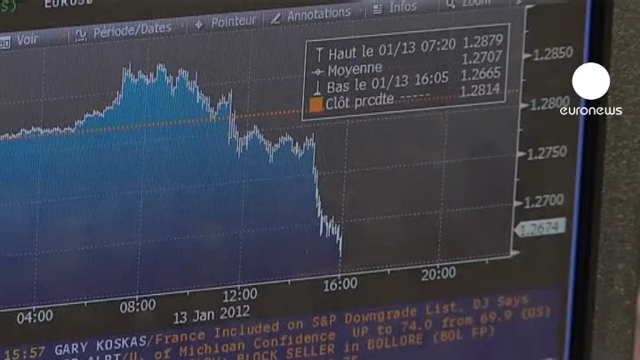 EURUSD
Voir Période/Dates Pointeur Annotations Infos Zoom
Haut le 01/13 07:20 1.2879
Moyenne 1.2707
Bas le 01/13 16:05 1.2665
Clôt prcdte ----- 1.2814
1.2850
1.2800
1.2750
1.2700
1.2674
euronews
04:00 08:00 12:00 16:00 20:00
13 Jan 2012
15:57 GARY KOSKAS/France Included on S&P Downgrade List, DJ Says
U. of Michigan Confidence UP to 74.0 from 69.9 (US)
BLOCK SELLER in BOLLORE (BOL FP)